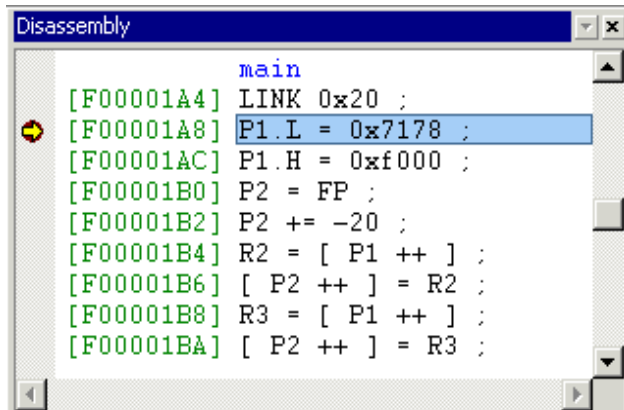 Disassembly
main
[F00001A4] LINK 0x20 ;
[F00001A8] P1.L = 0x7178 ;
[F00001AC] P1.H = 0xf000 ;
[F00001B0] P2 = FP ;
[F00001B2] P2 += -20 ;
[F00001B4] R2 = [ P1 ++ ] ;
[F00001B6] [ P2 ++ ] = R2 ;
[F00001B8] R3 = [ P1 ++ ] ;
[F00001BA] [ P2 ++ ] = R3 ;